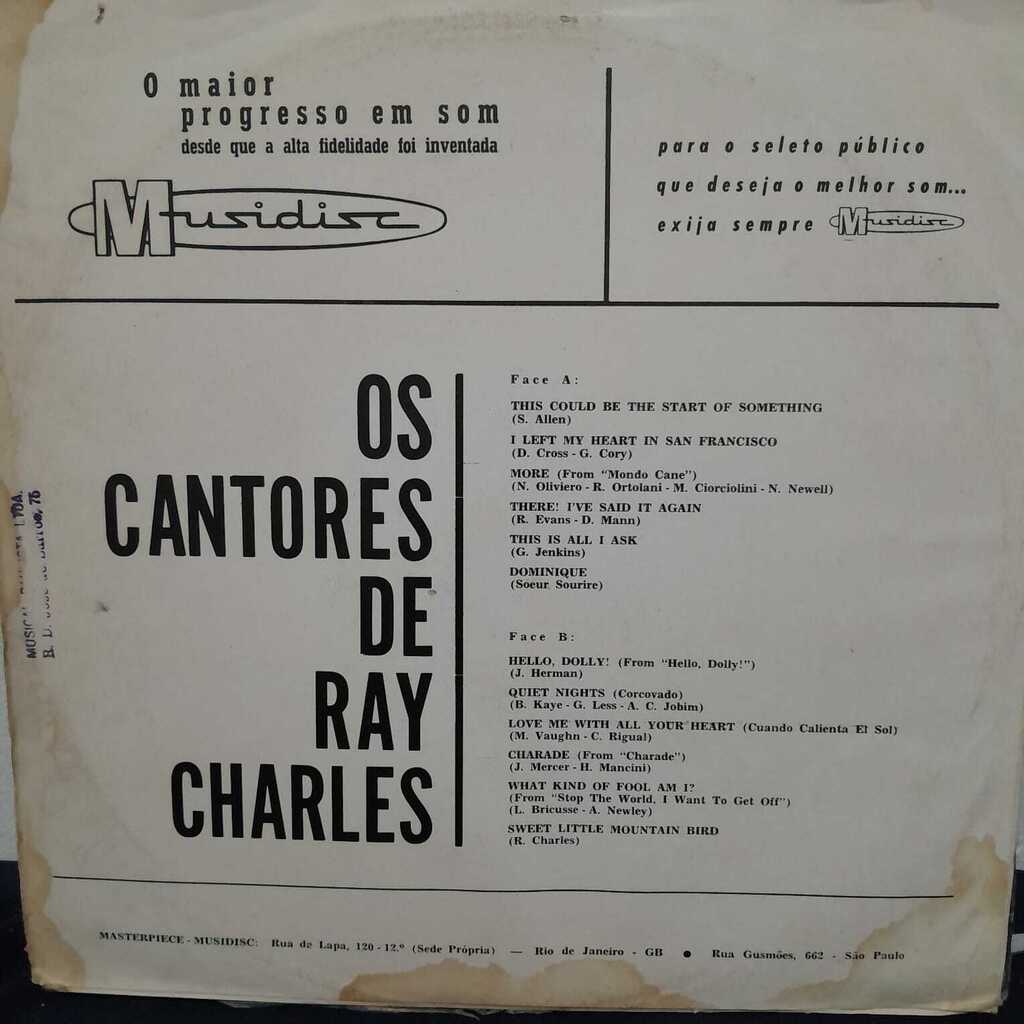 O maior
progresso em som
desde que a alta fidelidade foi inventada
Musidisc
para o seleto público
que deseja o melhor som...
exija sempre Musidisc
OS
CANTORES
DE
RAY
CHARLES
Face A:
THIS COULD BE THE START OF SOMETHING
(S. Allen)
I LEFT MY HEART IN SAN FRANCISCO
(D. Cross - G. Cory)
MORE (From "Mondo Cane")
(N. Oliviero - R. Ortolani - M. Ciorciolini - N. Newell)
THERE! I'VE SAID IT AGAIN
(R. Evans - D. Mann)
THIS IS ALL I ASK
(G. Jenkins)
DOMINIQUE
(Soeur Sourire)
Face B:
HELLO, DOLLY! (From "Hello, Dolly!")
(J. Herman)
QUIET NIGHTS (Corcovado)
(B. Kaye - G. Less - A. C. Jobim)
LOVE ME WITH ALL YOUR HEART (Cuando Calienta El Sol)
(M. Vaughn - C. Rigual)
CHARADE (From "Charade")
(J. Mercer - H. Mancini)
WHAT KIND OF FOOL AM I?
(From "Stop The World, I Want To Get Off")
(L. Bricusse - A. Newley)
SWEET LITTLE MOUNTAIN BIRD
(R. Charles)
LTDA.
R. D. José de Barros, 75
MASTERPIECE - MUSIDISC: Rua da Lapa, 120 - 12.º (Sede Própria) — Rio de Janeiro - GB ● Rua Gusmões, 662 - São Paulo